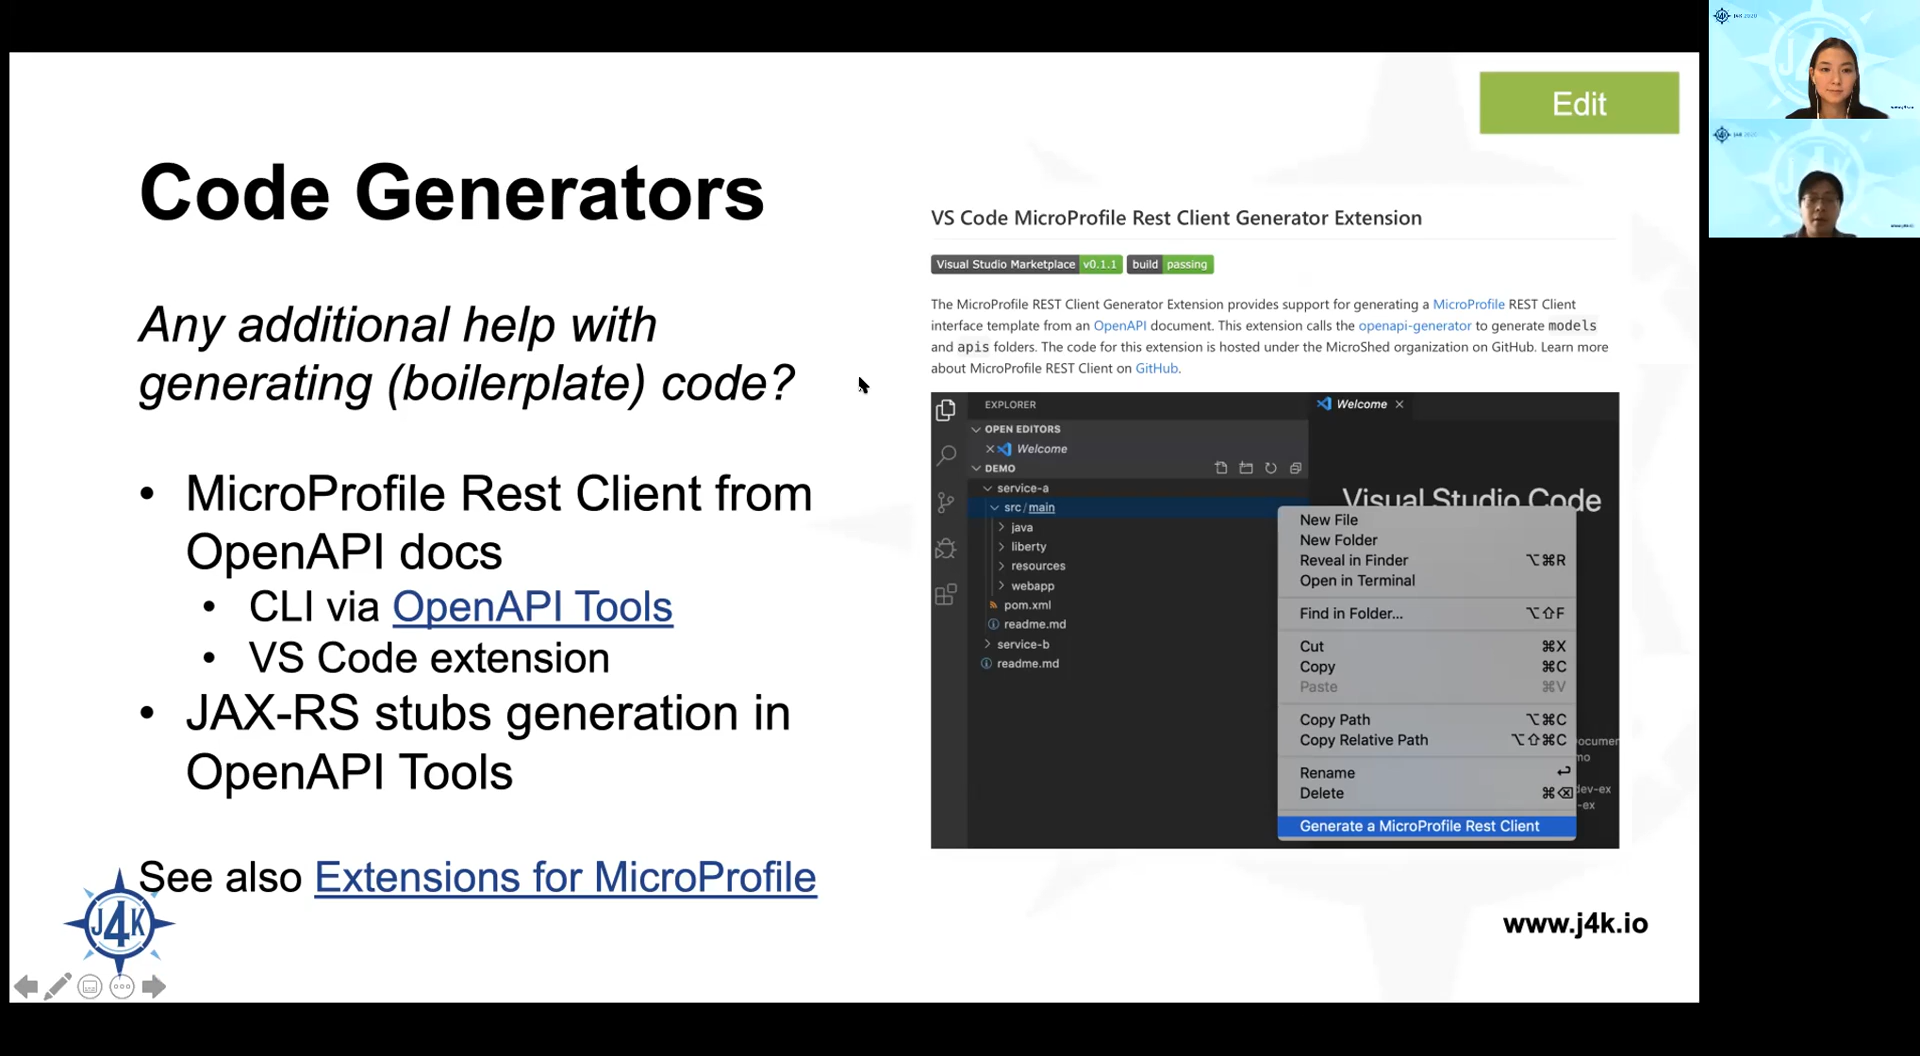 Edit
Code Generators
Any additional help with
generating (boilerplate) code?
• MicroProfile Rest Client from
OpenAPI docs
• CLI via OpenAPI Tools
• VS Code extension
• JAX-RS stubs generation in
OpenAPI Tools
See also Extensions for MicroProfile
J4K
VS Code MicroProfile Rest Client Generator Extension
Visual Studio Marketplace v0.1.1 build passing
The MicroProfile REST Client Generator Extension provides support for generating a MicroProfile REST Client
interface template from an OpenAPI document. This extension calls the openapi-generator to generate models
and apis folders. The code for this extension is hosted under the MicroShed organization on GitHub. Learn more
about MicroProfile REST Client on GitHub.
EXPLORER
OPEN EDITORS
Welcome
DEMO
service-a
src/main
java
liberty
resources
webapp
pom.xml
readme.md
service-b
readme.md
Welcome
Visual Studio Code
New File
New Folder
Reveal in Finder ⌥⌘R
Open in Terminal
Find in Folder... ⌥⇧F
Cut ⌘X
Copy ⌘C
Paste ⌘V
Copy Path ⌥⌘C
Copy Relative Path ⌥⇧⌘C
Rename
Delete
Generate a MicroProfile Rest Client
dev-ex
-ex
www.j4k.io
J4K 2020